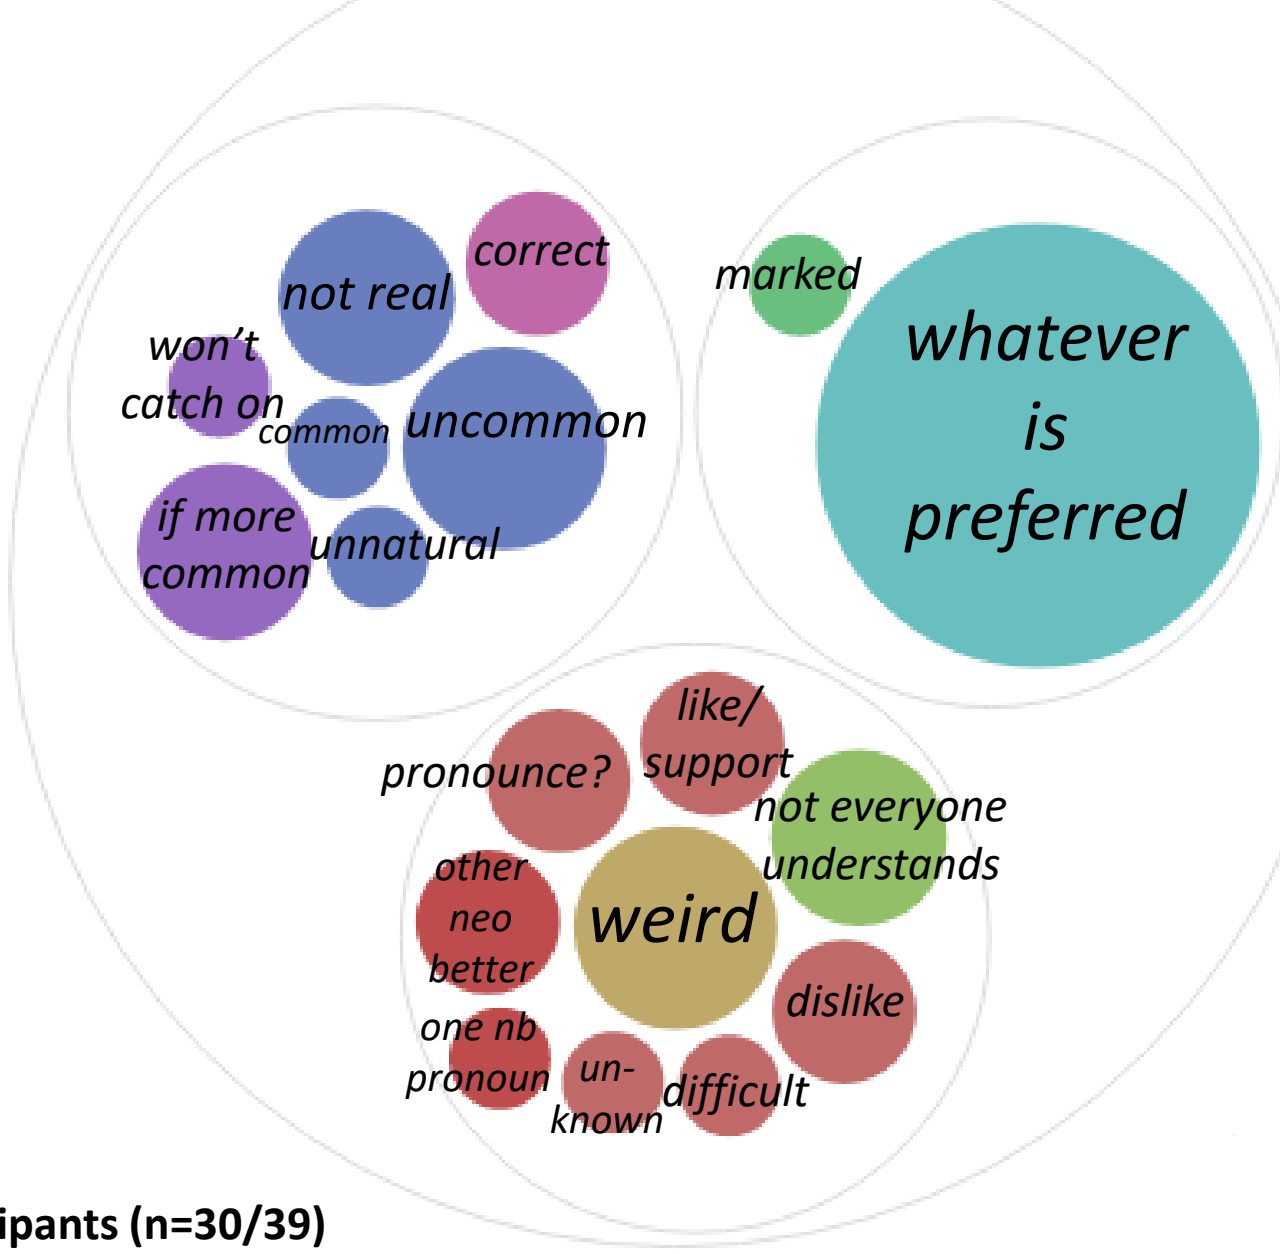 correct
not real
won't
catch on
common
uncommon
if more
common
unnatural
marked
whatever
is
preferred
like/
support
pronounce?
not everyone
understands
other
neo
better
weird
dislike
one nb
pronoun
un-
known
difficult
ipants (n=30/39)